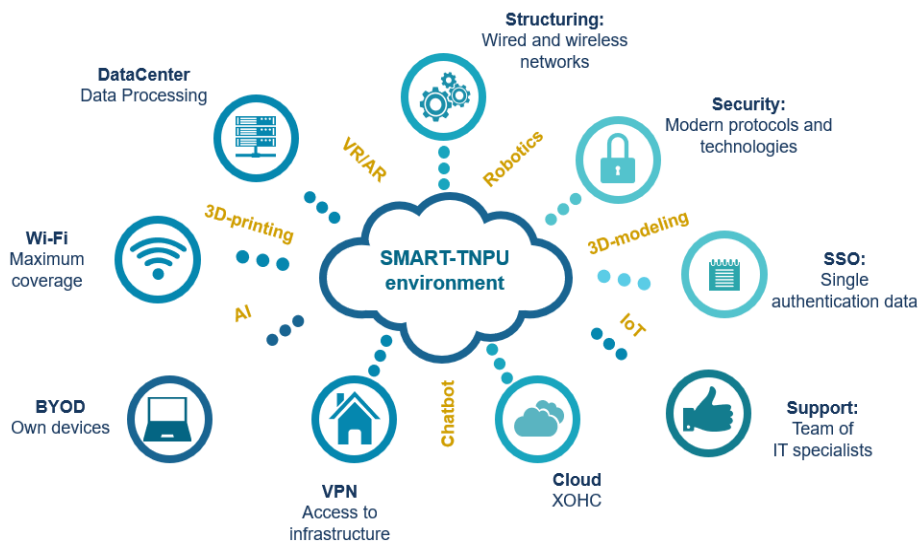 Structuring:
Wired and wireless
networks
DataCenter
Data Processing
Security:
Modern protocols and
technologies
VR/AR
Robotics
3D-printing
3D-modeling
Wi-Fi
Maximum
coverage
SMART-TNPU
environment
SSO:
Single
authentication data
AI
IoT
BYOD
Own devices
Chatbot
Support:
Team of
IT specialists
VPN
Access to
infrastructure
Cloud
XOHC